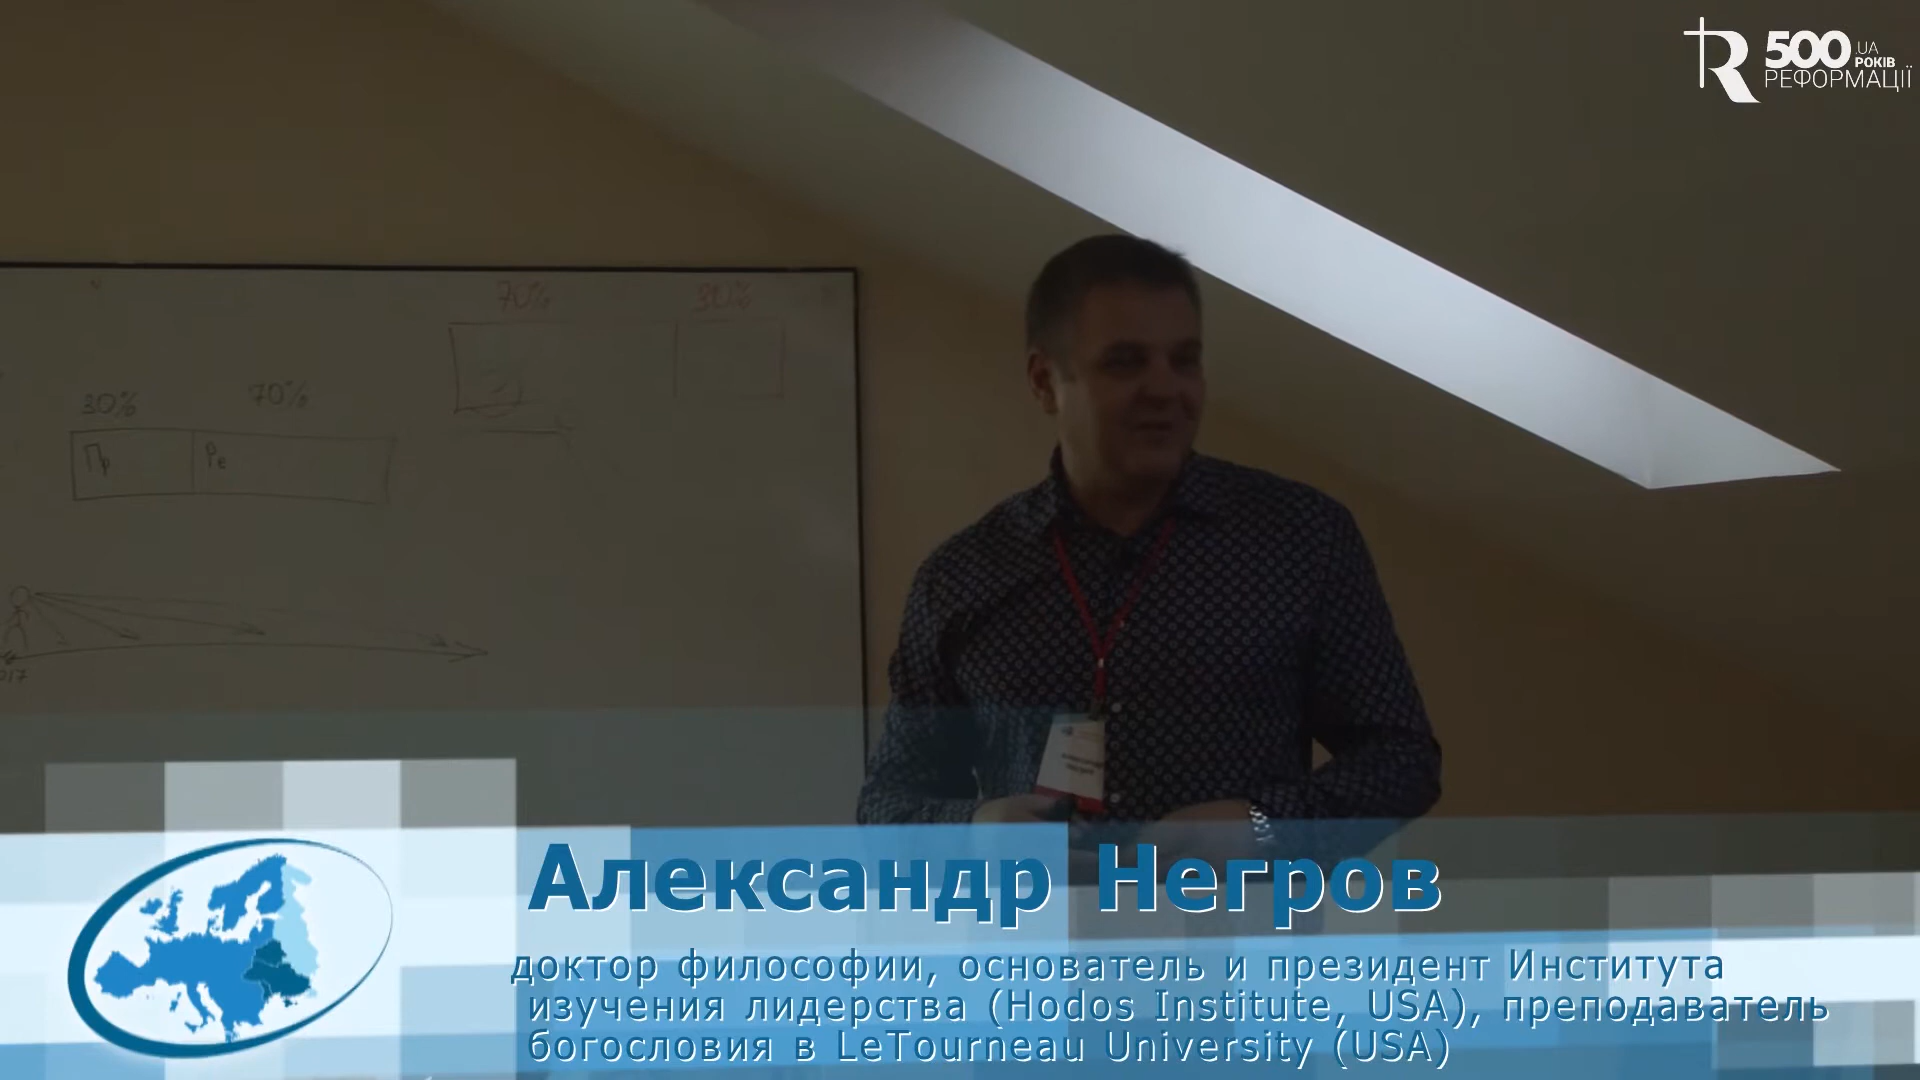 500 .UA
РОКІВ
РЕФОРМАЦІЇ
70% 30%
30% 70%
Пр Ре
Александр Негров
доктор философии, основатель и президент Института
изучения лидерства (Hodos Institute, USA), преподаватель
богословия в LeTourneau University (USA)